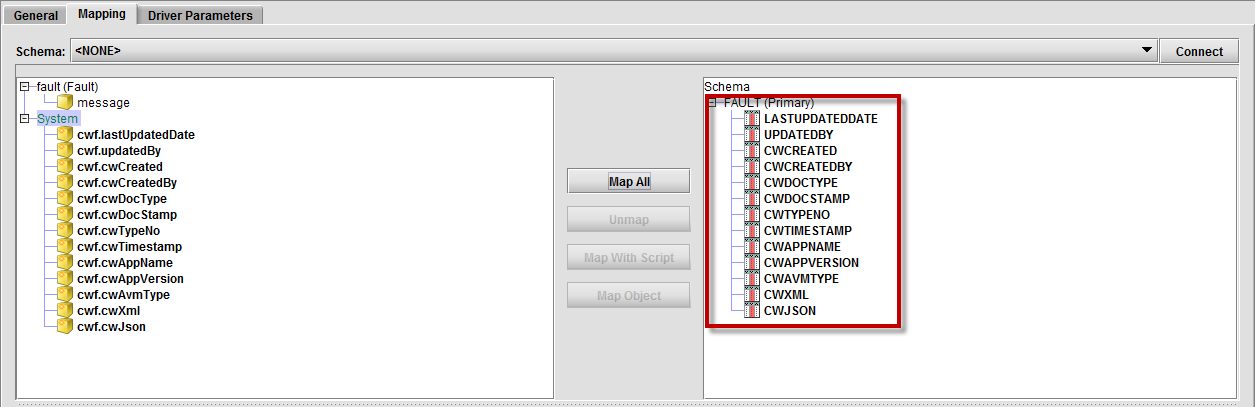 General Mapping Driver Parameters
Schema: <NONE> Connect
fault (Fault)
message
System
cwf.lastUpdatedDate
cwf.updatedBy
cwf.cwCreated
cwf.cwCreatedBy
cwf.cwDocType
cwf.cwDocStamp
cwf.cwTypeNo
cwf.cwTimestamp
cwf.cwAppName
cwf.cwAppVersion
cwf.cwAvmType
cwf.cwXml
cwf.cwJson
Map All
Unmap
Map With Script
Map Object
Schema
FAULT (Primary)
LASTUPDATEDDATE
UPDATEDBY
CWCREATED
CWCREATEDBY
CWDOCTYPE
CWDOCSTAMP
CWTYPENO
CWTIMESTAMP
CWAPPNAME
CWAPPVERSION
CWAVMTYPE
CWXML
CWJSON